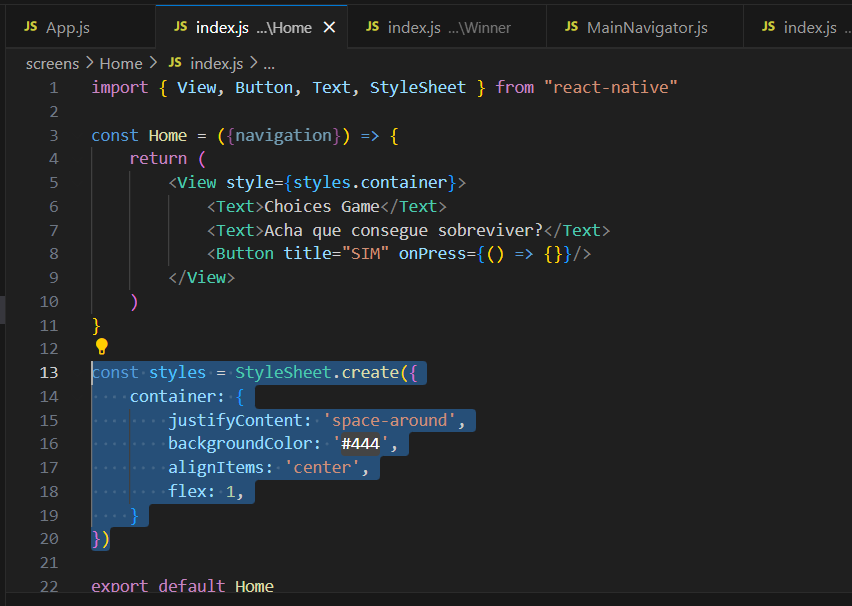 JS App.js JS index.js ...\Home × JS index.js ...\Winner JS MainNavigator.js JS index.js ...
screens > Home > JS index.js > ...
1 import { View, Button, Text, StyleSheet } from "react-native"
2
3 const Home = ({navigation}) => {
4     return (
5         <View style={styles.container}>
6             <Text>Choices Game</Text>
7             <Text>Acha que consegue sobreviver?</Text>
8             <Button title="SIM" onPress={() => {}}/>
9         </View>
10     )
11 }
12
13 const styles = StyleSheet.create({
14     container: {
15         justifyContent: 'space-around',
16         backgroundColor: '#444',
17         alignItems: 'center',
18         flex: 1,
19     }
20 })
21
22 export default Home